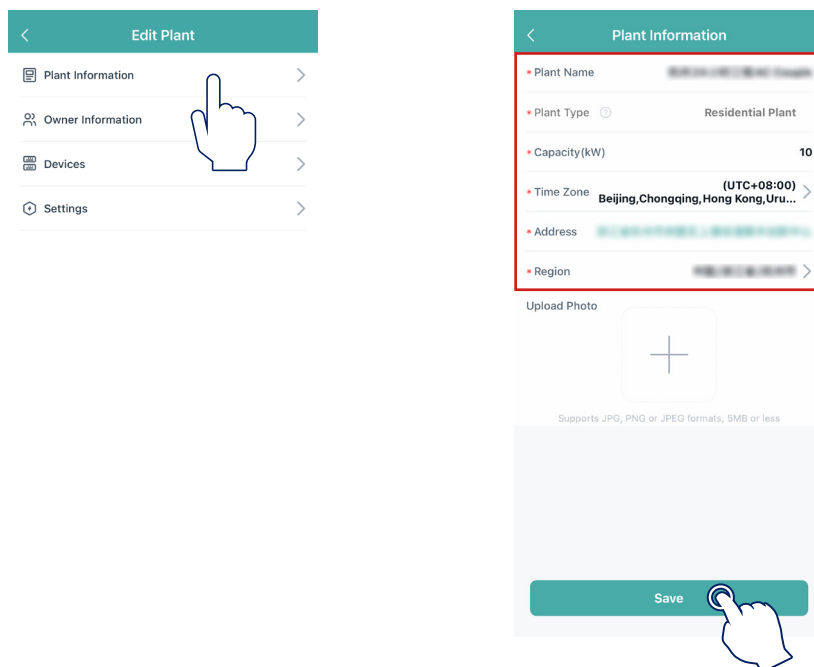 Edit Plant
Plant Information
Owner Information
Devices
Settings
Plant Information
* Plant Name
* Plant Type ? Residential Plant
* Capacity(kW) 10
* Time Zone (UTC+08:00)
Beijing,Chongqing,Hong Kong,Uru...
* Address
* Region
Upload Photo
Supports JPG, PNG or JPEG formats, 5MB or less
Save